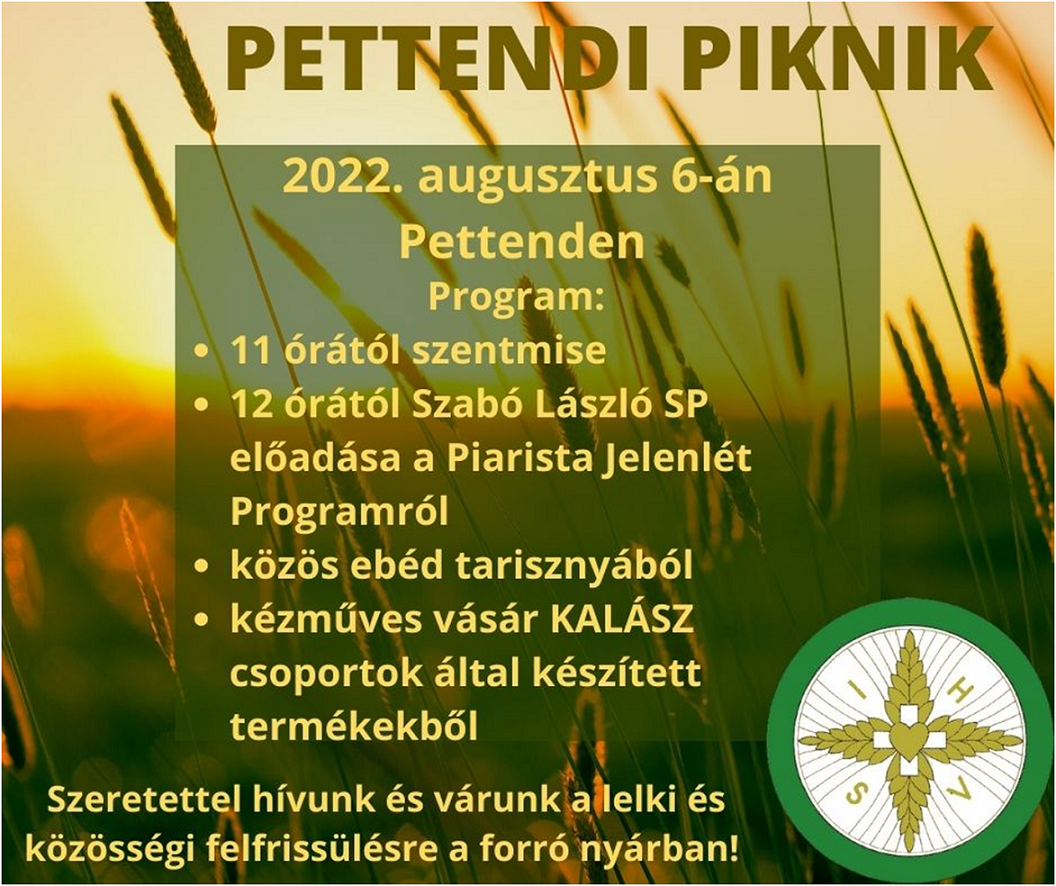 PETTENDI PIKNIK
2022. augusztus 6-án
Pettenden
Program:
• 11 órától szentmise
• 12 órától Szabó László SP
előadása a Piarista Jelenlét
Programról
• közös ebéd tarisznyából
• kézműves vásár KALÁSZ
csoportok által készített
termékekből
Szeretettel hívunk és várunk a lelki és
közösségi felfrissülésre a forró nyárban!
I H
S V